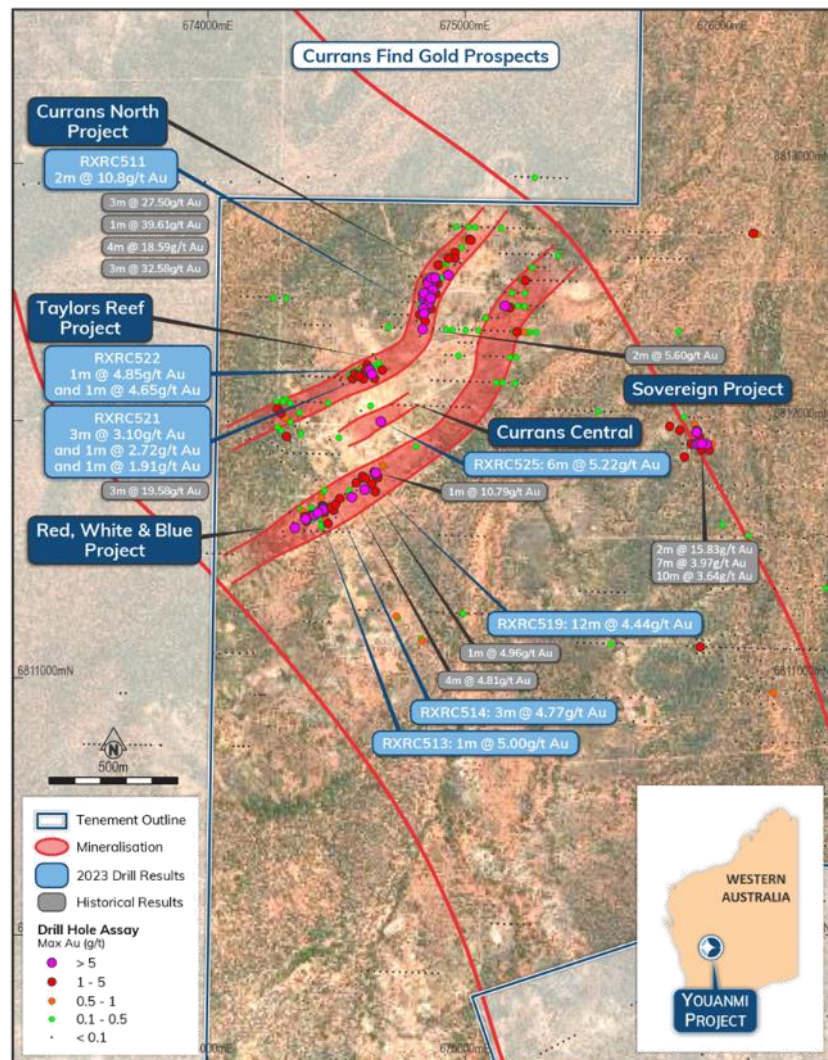 674000mE
675000mE
676000mE
Currans Find Gold Prospects
Currans North
Project
6813000mN
RXRC511
2m @ 10.8g/t Au
3m @ 27.50g/t Au
1m @ 39.61g/t Au
4m @ 18.59g/t Au
3m @ 32.58g/t Au
Taylors Reef
Project
RXRC522
1m @ 4.85g/t Au
and 1m @ 4.65g/t Au
2m @ 5.60g/t Au
Sovereign Project
6812000mN
RXRC521
3m @ 3.10g/t Au
and 1m @ 2.72g/t Au
and 1m @ 1.91g/t Au
Currans Central
RXRC525: 6m @ 5.22g/t Au
3m @ 19.58g/t Au
1m @ 10.79g/t Au
Red, White & Blue
Project
2m @ 15.83g/t Au
7m @ 3.97g/t Au
10m @ 3.64g/t Au
RXRC519: 12m @ 4.44g/t Au
1m @ 4.96g/t Au
6811000mN
6811000mN
4m @ 4.81g/t Au
RXRC514: 3m @ 4.77g/t Au
RXRC513: 1m @ 5.00g/t Au
N
500m
Tenement Outline
Mineralisation
2023 Drill Results
Historical Results
Drill Hole Assay
Max Au (g/t)
> 5
1 - 5
0.5 - 1
0.1 - 0.5
< 0.1
WESTERN
AUSTRALIA
YOUANMI
PROJECT
675000mE